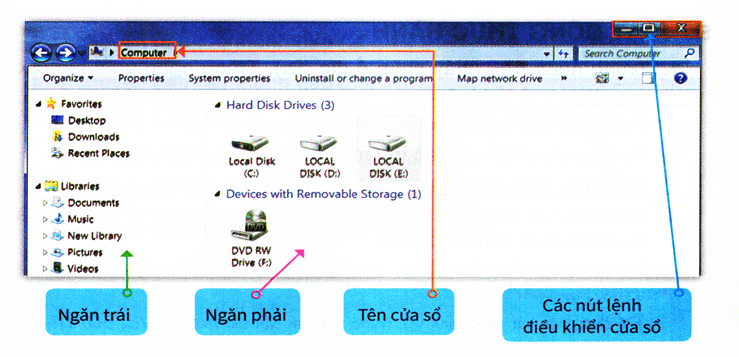 Computer
Search Computer
Organize Properties System properties Uninstall or change a program Map network drive »
Favorites
Desktop
Downloads
Recent Places
Libraries
Documents
Music
New Library
Pictures
Videos
Hard Disk Drives (3)
Local Disk
(C:)
LOCAL
DISK (D:)
LOCAL
DISK (E:)
Devices with Removable Storage (1)
DVD RW
Drive (F:)
Ngăn trái
Ngăn phải
Tên cửa sổ
Các nút lệnh
điều khiển cửa sổ